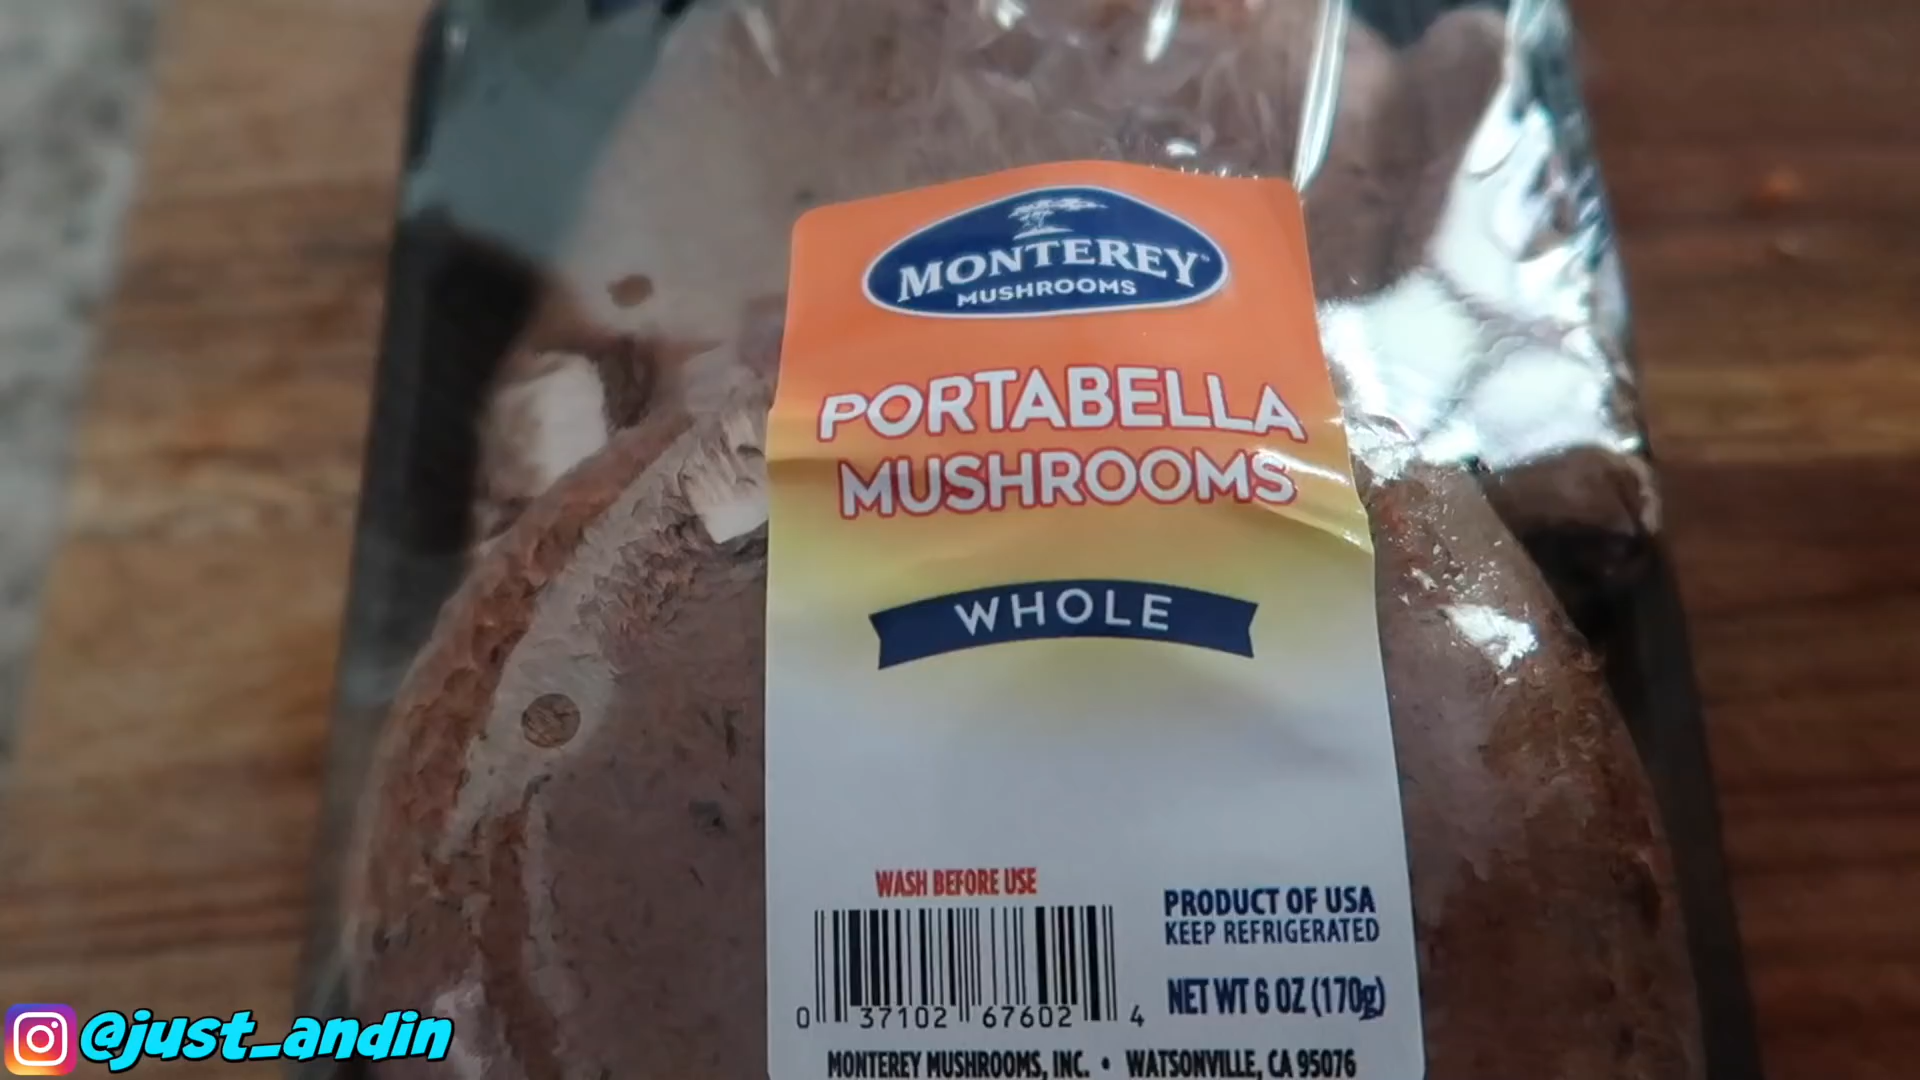 MONTEREY®
MUSHROOMS
PORTABELLA
MUSHROOMS
WHOLE
WASH BEFORE USE
PRODUCT OF USA
KEEP REFRIGERATED
NET WT 6 OZ (170g)
0 37102 67602 4
MONTEREY MUSHROOMS, INC. • WATSONVILLE, CA 95076
@just_andin